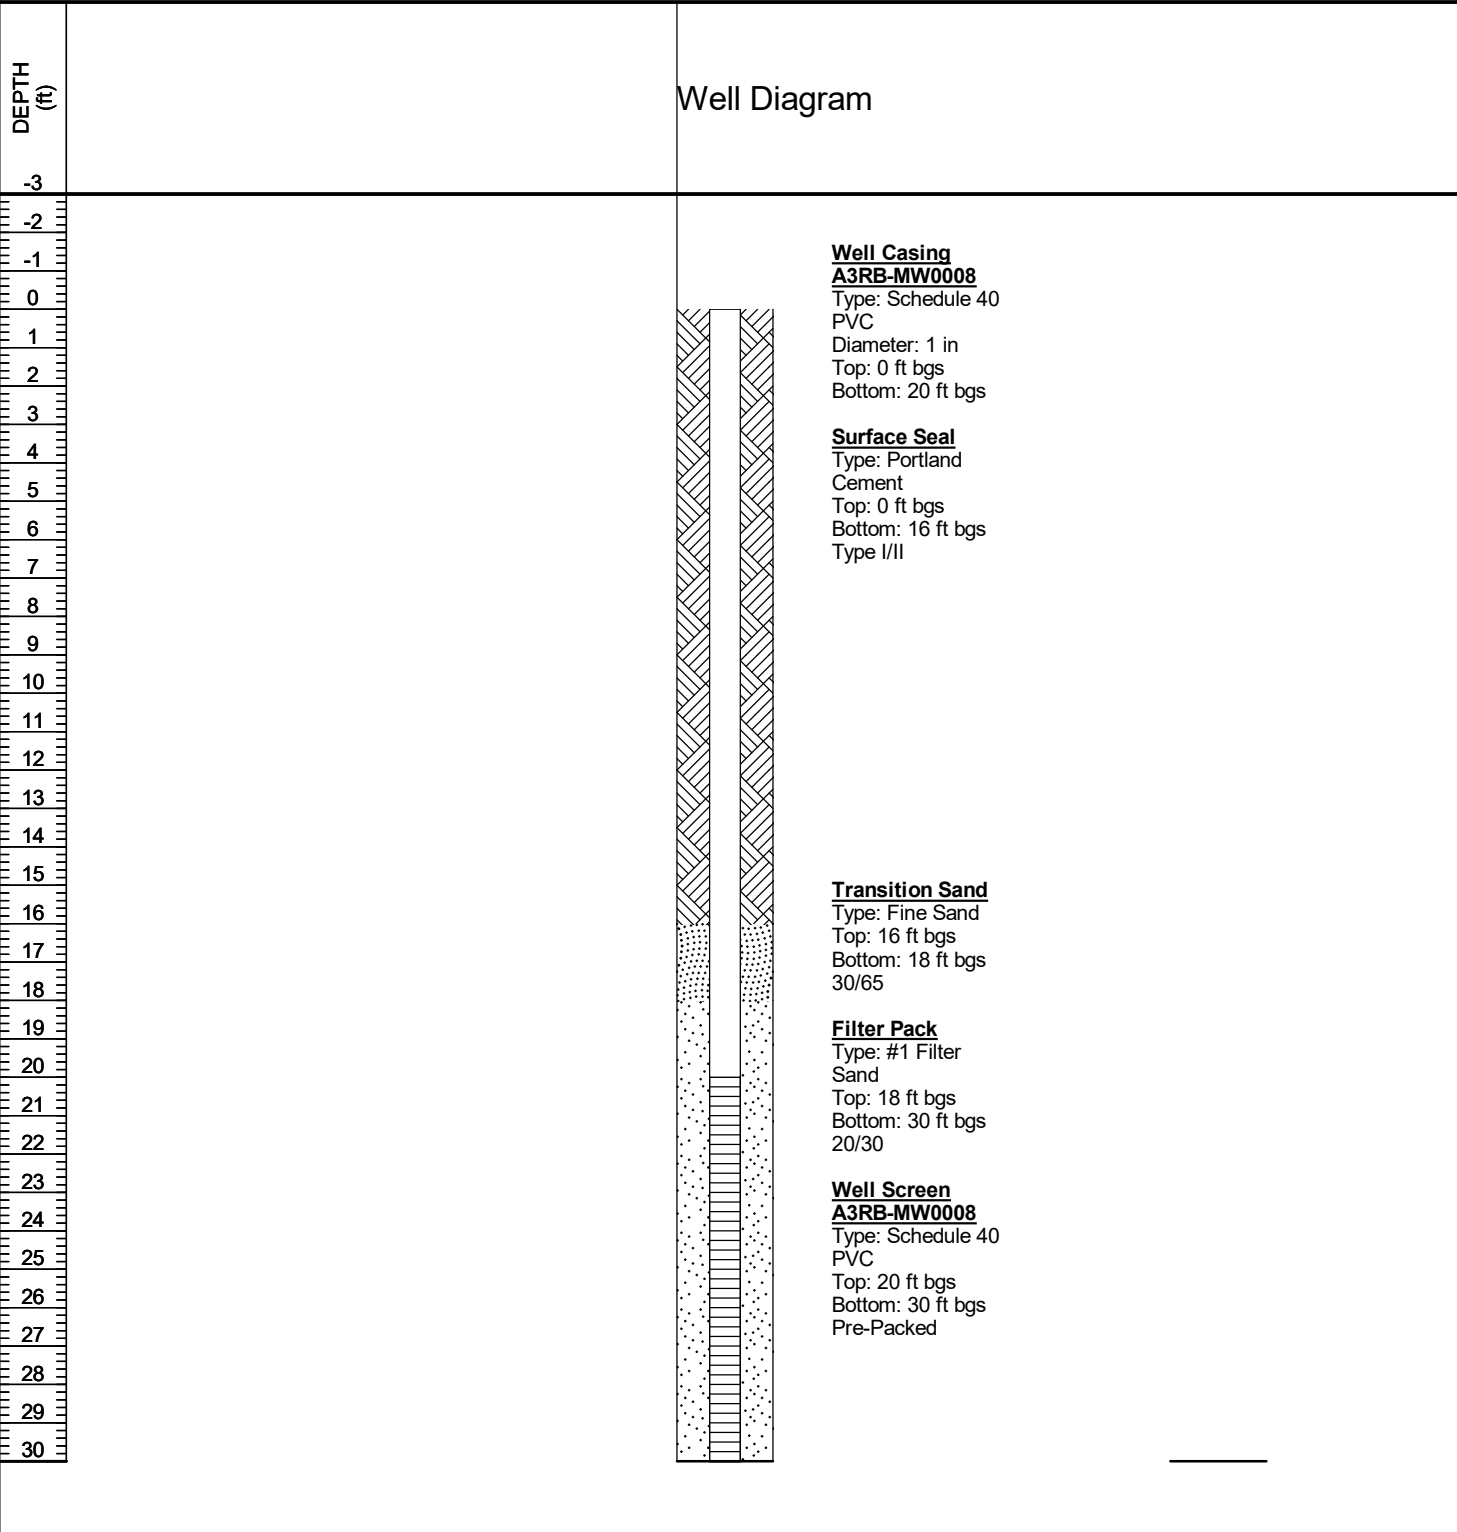 DEPTH
(ft)
Well Diagram
-3
-2
-1
0
1
2
3
4
5
6
7
8
9
10
11
12
13
14
15
16
17
18
19
20
21
22
23
24
25
26
27
28
29
30
Well Casing
A3RB-MW0008
Type: Schedule 40
PVC
Diameter: 1 in
Top: 0 ft bgs
Bottom: 20 ft bgs
Surface Seal
Type: Portland
Cement
Top: 0 ft bgs
Bottom: 16 ft bgs
Type I/II
Transition Sand
Type: Fine Sand
Top: 16 ft bgs
Bottom: 18 ft bgs
30/65
Filter Pack
Type: #1 Filter
Sand
Top: 18 ft bgs
Bottom: 30 ft bgs
20/30
Well Screen
A3RB-MW0008
Type: Schedule 40
PVC
Top: 20 ft bgs
Bottom: 30 ft bgs
Pre-Packed